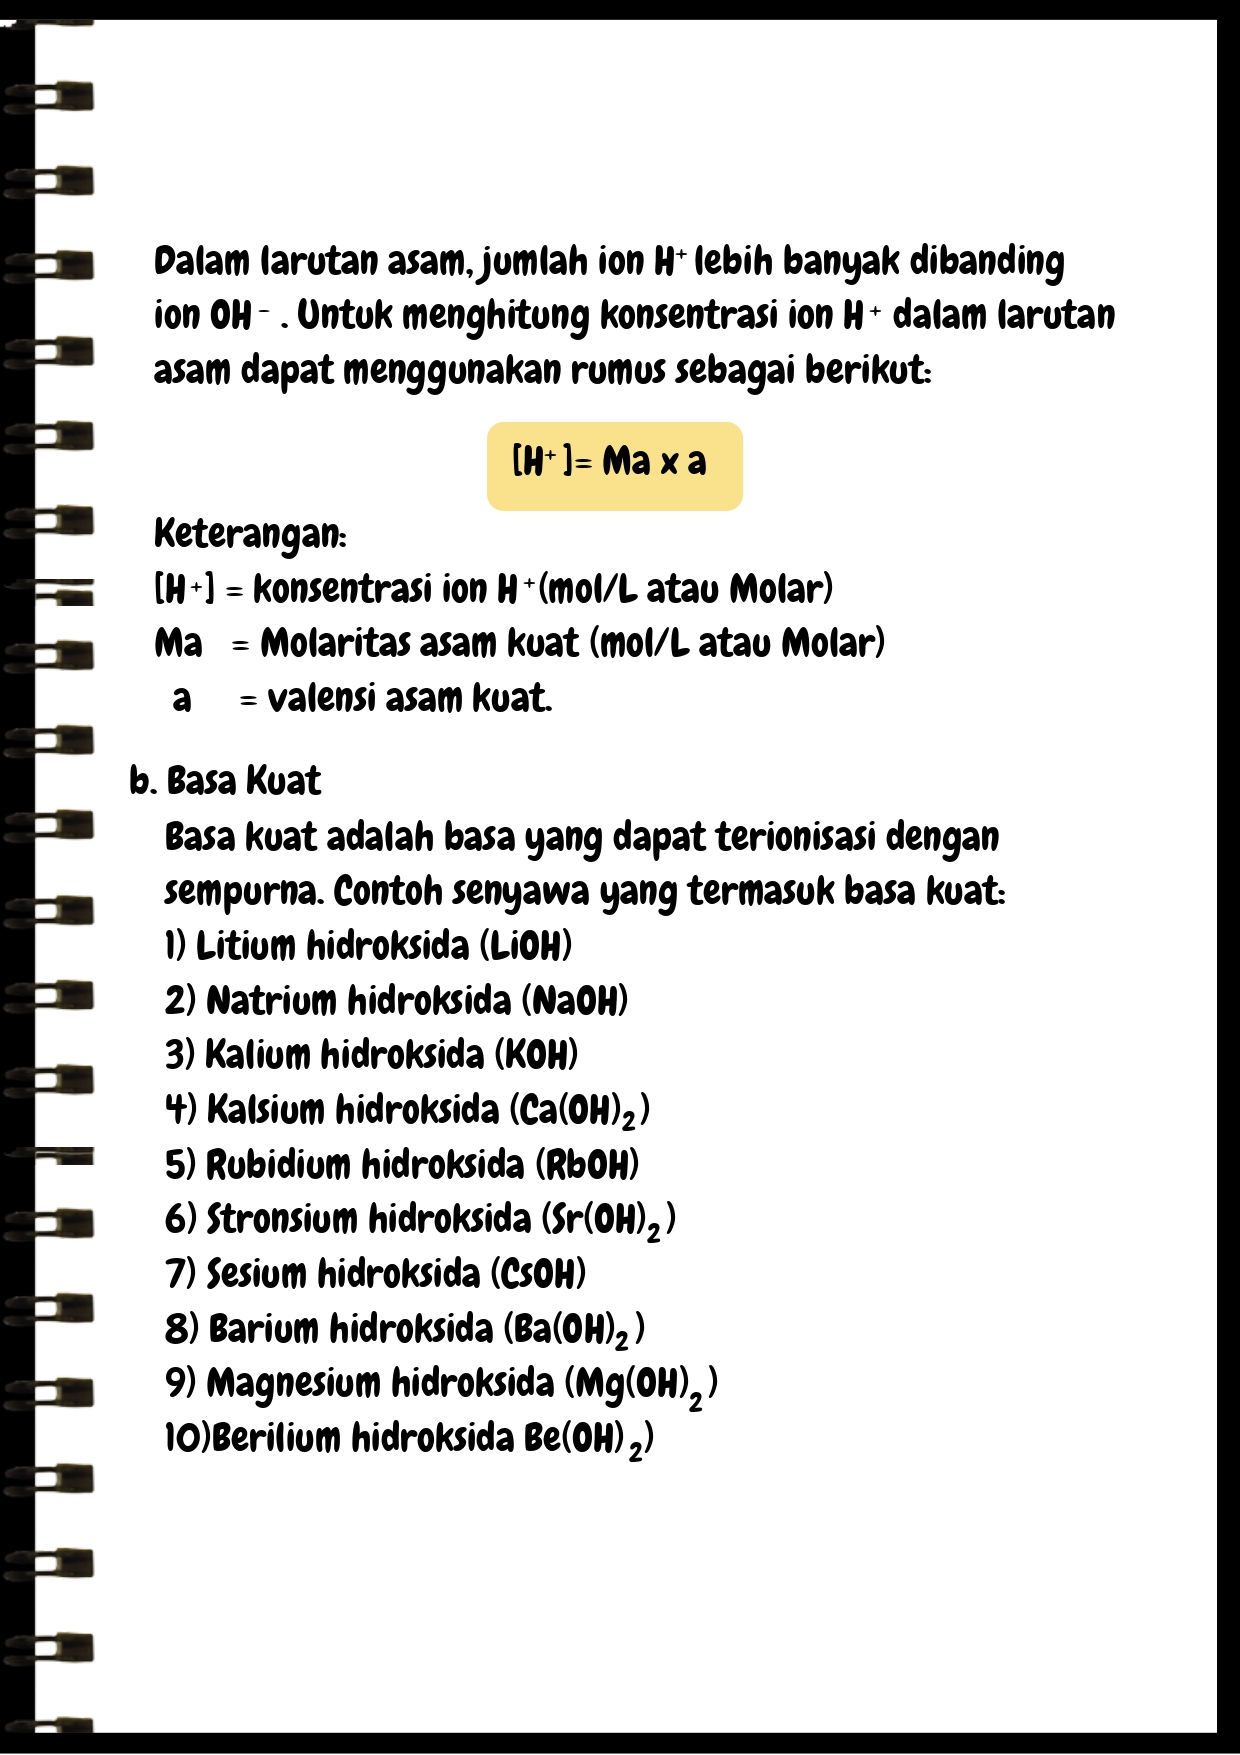 Dalam larutan asam, jumlah ion H⁺ lebih banyak dibanding
ion OH⁻ . Untuk menghitung konsentrasi ion H⁺ dalam larutan
asam dapat menggunakan rumus sebagai berikut:
[H⁺]= Ma x a
Keterangan:
[H⁺] = konsentrasi ion H⁺(mol/L atau Molar)
Ma = Molaritas asam kuat (mol/L atau Molar)
a = valensi asam kuat.
b. Basa Kuat
Basa kuat adalah basa yang dapat terionisasi dengan
sempurna. Contoh senyawa yang termasuk basa kuat:
1) Litium hidroksida (LiOH)
2) Natrium hidroksida (NaOH)
3) Kalium hidroksida (KOH)
4) Kalsium hidroksida (Ca(OH)₂)
5) Rubidium hidroksida (RbOH)
6) Stronsium hidroksida (Sr(OH)₂)
7) Sesium hidroksida (CsOH)
8) Barium hidroksida (Ba(OH)₂)
9) Magnesium hidroksida (Mg(OH)₂)
10)Berilium hidroksida Be(OH)₂)